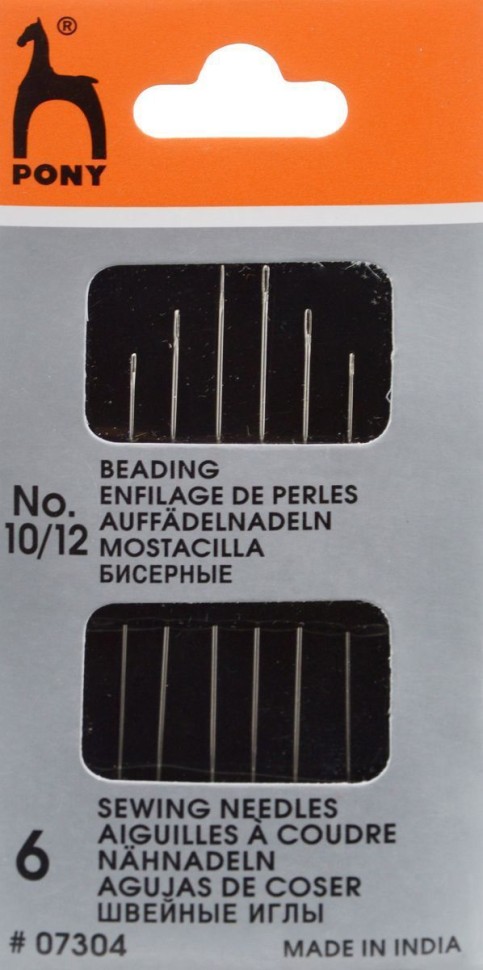 ®
PONY
No.
10/12
BEADING
ENFILAGE DE PERLES
AUFFÄDELNADELN
MOSTACILLA
БИСЕРНЫЕ
6
SEWING NEEDLES
AIGUILLES À COUDRE
NÄHNADELN
AGUJAS DE COSER
ШВЕЙНЫЕ ИГЛЫ
# 07304
MADE IN INDIA